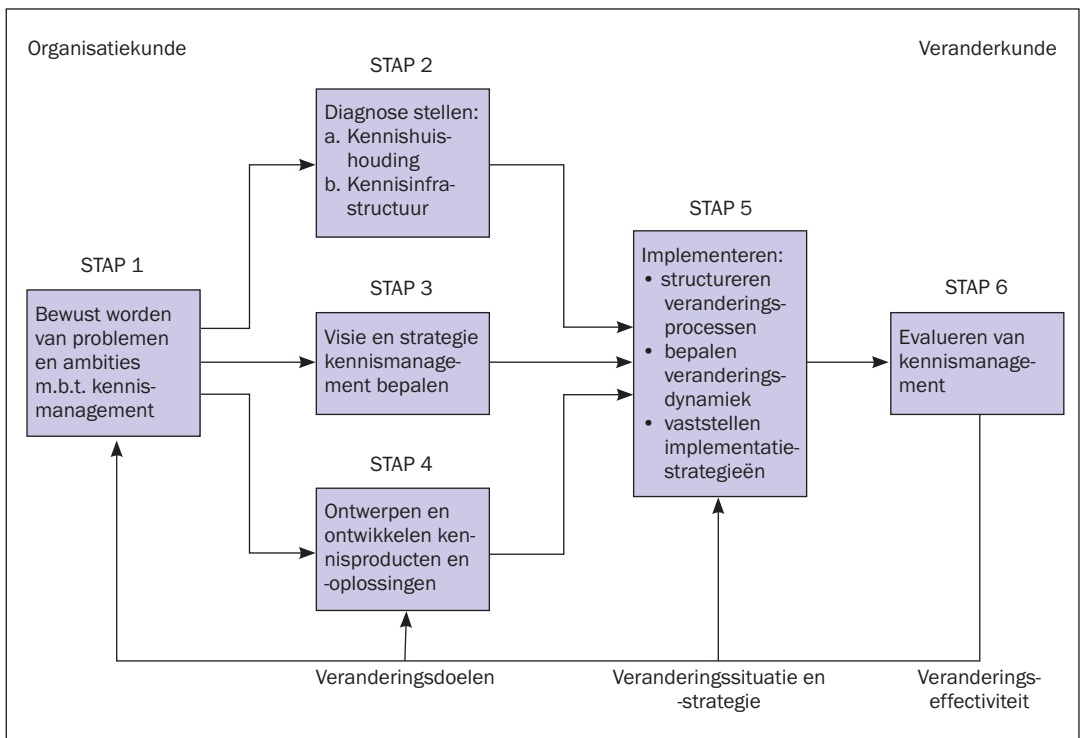 Organisatiekunde
Veranderkunde
STAP 1
Bewust worden
van problemen
en ambities
m.b.t. kennis-
management
STAP 2
Diagnose stellen:
a. Kennishuis-
houding
b. Kennisinfra-
structuur
STAP 3
Visie en strategie
kennismanage-
ment bepalen
STAP 4
Ontwerpen en
ontwikkelen ken-
nisproducten en
-oplossingen
STAP 5
Implementeren:
• structureren
veranderings-
processen
• bepalen
veranderings-
dynamiek
• vaststellen
implementatie-
strategieën
STAP 6
Evalueren van
kennismanage-
ment
Veranderingsdoelen
Veranderingssituatie en
-strategie
Veranderings-
effectiviteit